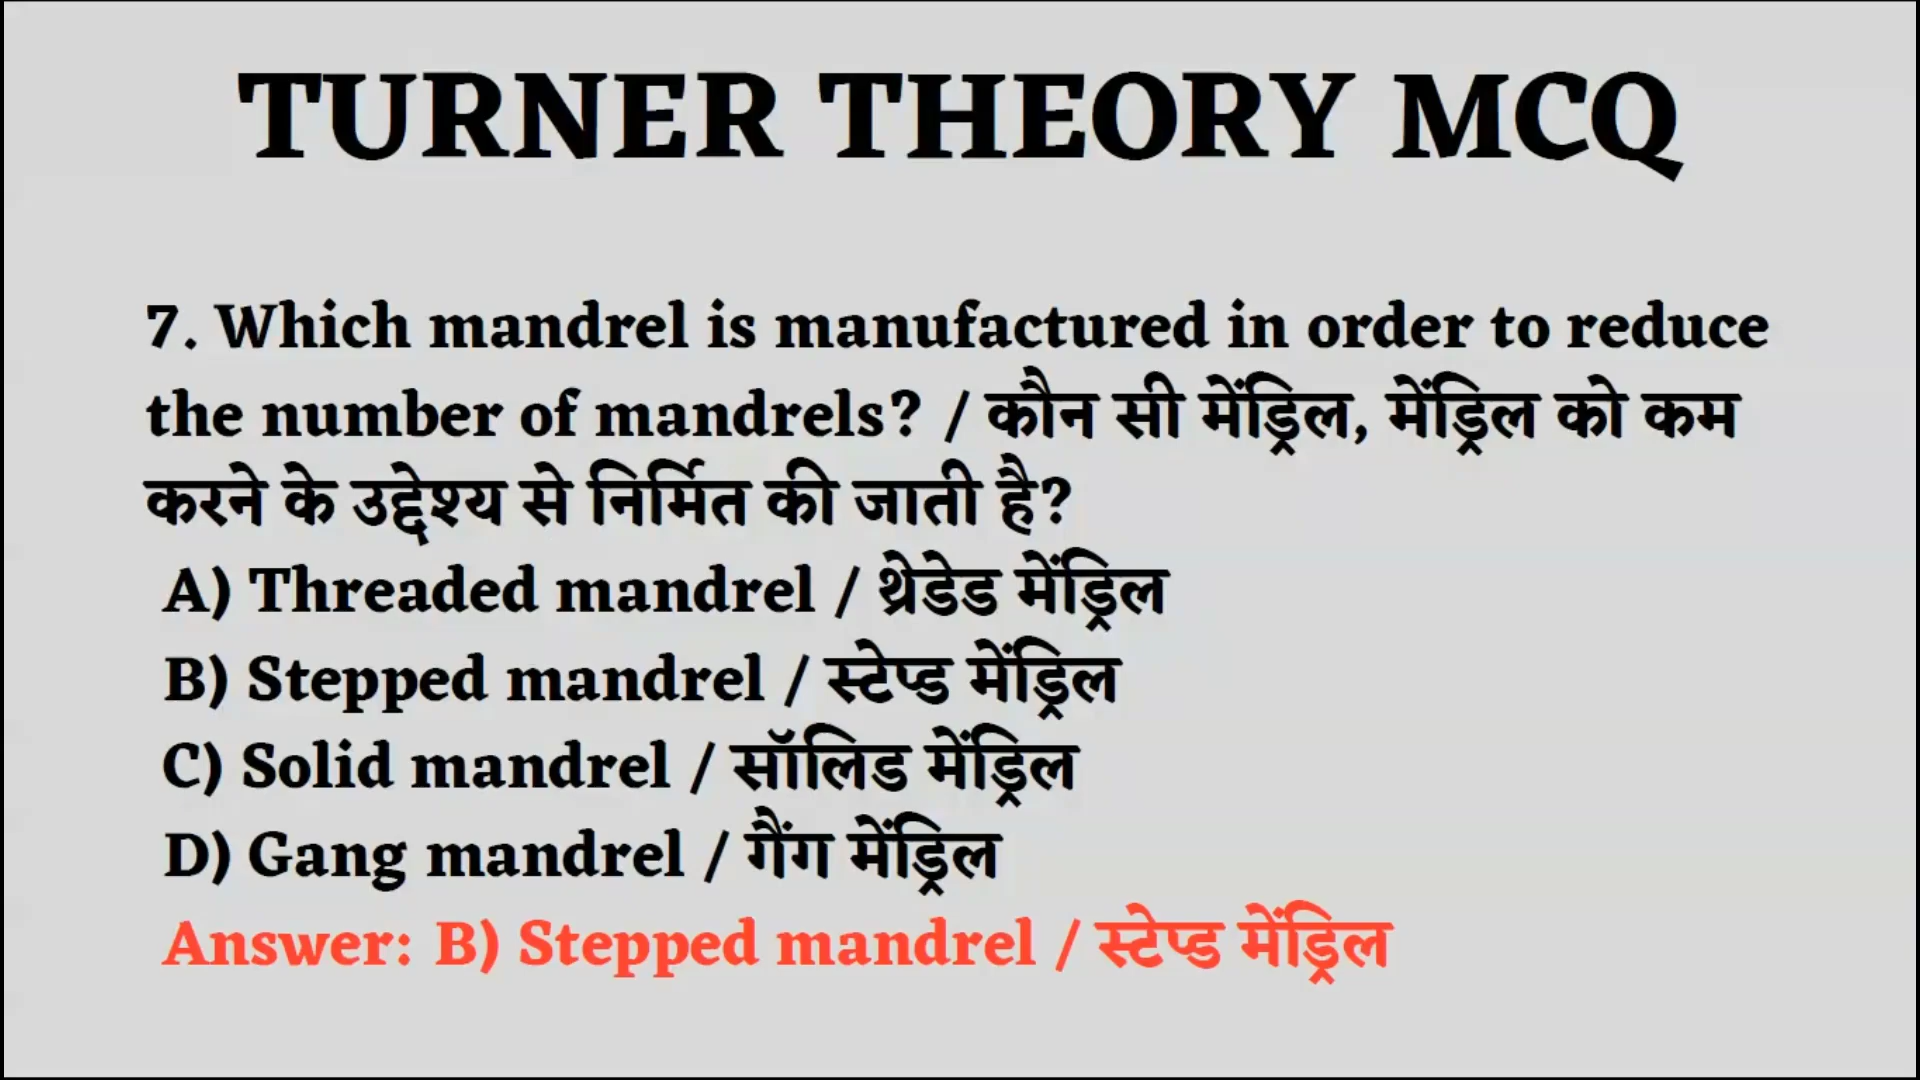 TURNER THEORY MCQ
7. Which mandrel is manufactured in order to reduce
the number of mandrels? / कौन सी मेंड्रिल, मेंड्रिल को कम
करने के उद्देश्य से निर्मित की जाती है?
A) Threaded mandrel / थ्रेडेड मेंड्रिल
B) Stepped mandrel / स्टेप्ड मेंड्रिल
C) Solid mandrel / सॉलिड मेंड्रिल
D) Gang mandrel / गैंग मेंड्रिल
Answer: B) Stepped mandrel / स्टेप्ड मेंड्रिल